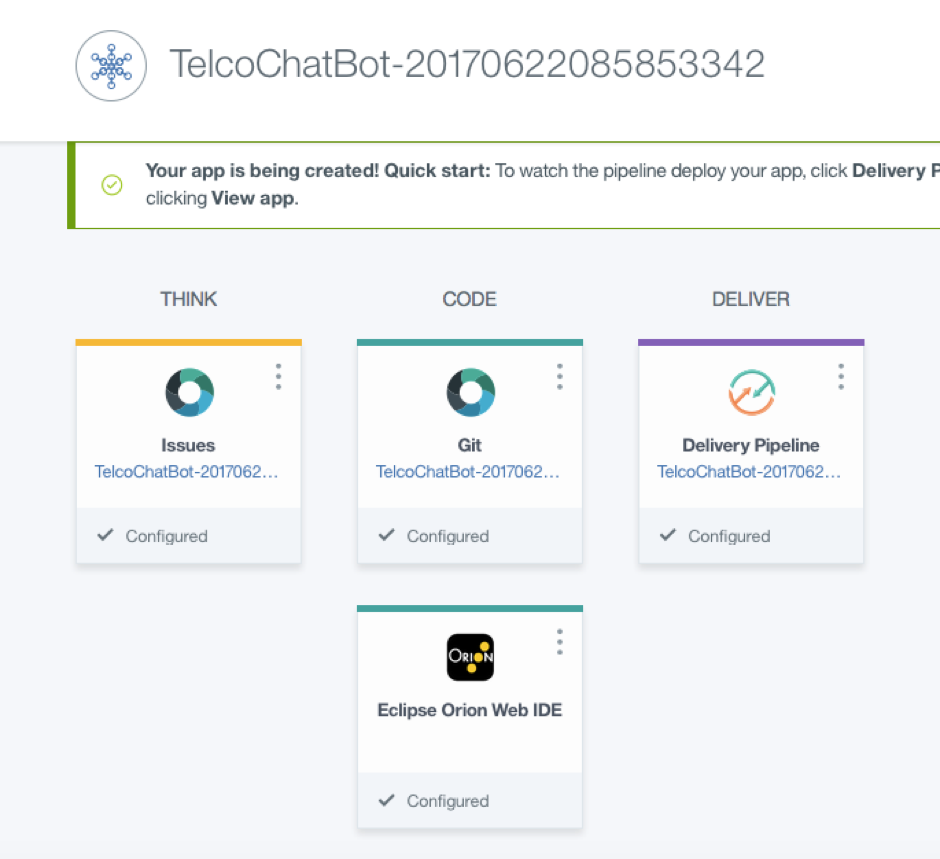 TelcoChatBot-20170622085853342
Your app is being created! Quick start: To watch the pipeline deploy your app, click Delivery P
clicking View app.
THINK
CODE
DELIVER
Issues
TelcoChatBot-2017062...
Configured
Git
TelcoChatBot-2017062...
Configured
Delivery Pipeline
TelcoChatBot-2017062...
Configured
ORION
Eclipse Orion Web IDE
Configured